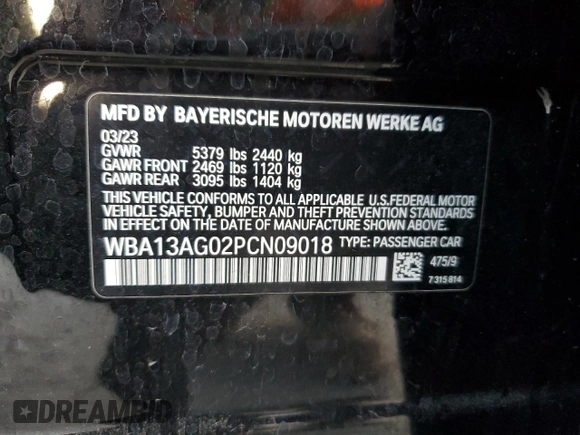 MFD BY BAYERISCHE MOTOREN WERKE AG
03/23
GVWR 5379 lbs 2440 kg
GAWR FRONT 2469 lbs 1120 kg
GAWR REAR 3095 lbs 1404 kg
THIS VEHICLE CONFORMS TO ALL APPLICABLE U.S.FEDERAL MOTOR
VEHICLE SAFETY, BUMPER AND THEFT PREVENTION STANDARDS
IN EFFECT ON THE DATE OF MANUFACTURE SHOWN ABOVE.
WBA13AG02PCN09018 TYPE: PASSENGER CAR
475/9
7 315 814
DREAMBID